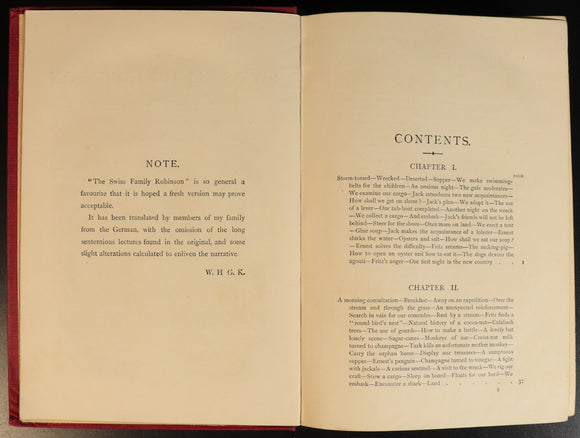 NOTE.
"The Swiss Family Robinson" is so general a
favourite that it is hoped a fresh version may prove
acceptable.
It has been translated by members of my family
from the German, with the omission of the long
sententious lectures found in the original, and some
slight alterations calculated to enliven the narrative.
W. H. G. K.
CONTENTS.
CHAPTER I.
PAGE
Storm-tossed—Wrecked—Deserted—Supper—We make swimming-
belts for the children—An anxious night—The gale moderates—
We examine our cargo—Jack introduces two new acquaintances—
How shall we get on shore?—Jack's plan—We adopt it—The use
of a lever—Our tub-boat completed—Another night on the wreck
—We collect a cargo—And embark—Jack's friends will not be left
behind—Steer for the shore—Once more on land—We erect a tent
—Glue soup—Jack makes the acquaintance of a lobster—Ernest
shirks the water—Oysters and salt—How shall we eat our soup?
—Ernest solves the difficulty—Fritz returns—The sucking-pig—
How to open an oyster and how to eat it—The dogs devour the
agouti—Fritz's anger—Our first night in the new country . 1
CHAPTER II.
A morning consultation—Breakfast—Away on an expedition—Over the
stream and through the grass—An unexpected reinforcement—
Search in vain for our comrades—Rest by a stream—Fritz finds a
"round bird's nest"—Natural history of a cocoa-nut—Calabash
trees—The use of gourds—How to make a bottle—A lovely but
lonely scene—Sugar-canes—Monkeys of use—Cocoa-nut milk
turned to champagne—Turk kills an unfortunate mother monkey—
Carry the orphan home—Display our treasures—A sumptuous
supper—Ernest's penguin—Champagne turned to vinegar—A fight
with jackals—A curious sentinel—A visit to the wreck—We rig our
craft—Stow a cargo—Sleep on board—Floats for our herd—We
embark—Encounter a shark—Land . . . . . . 37